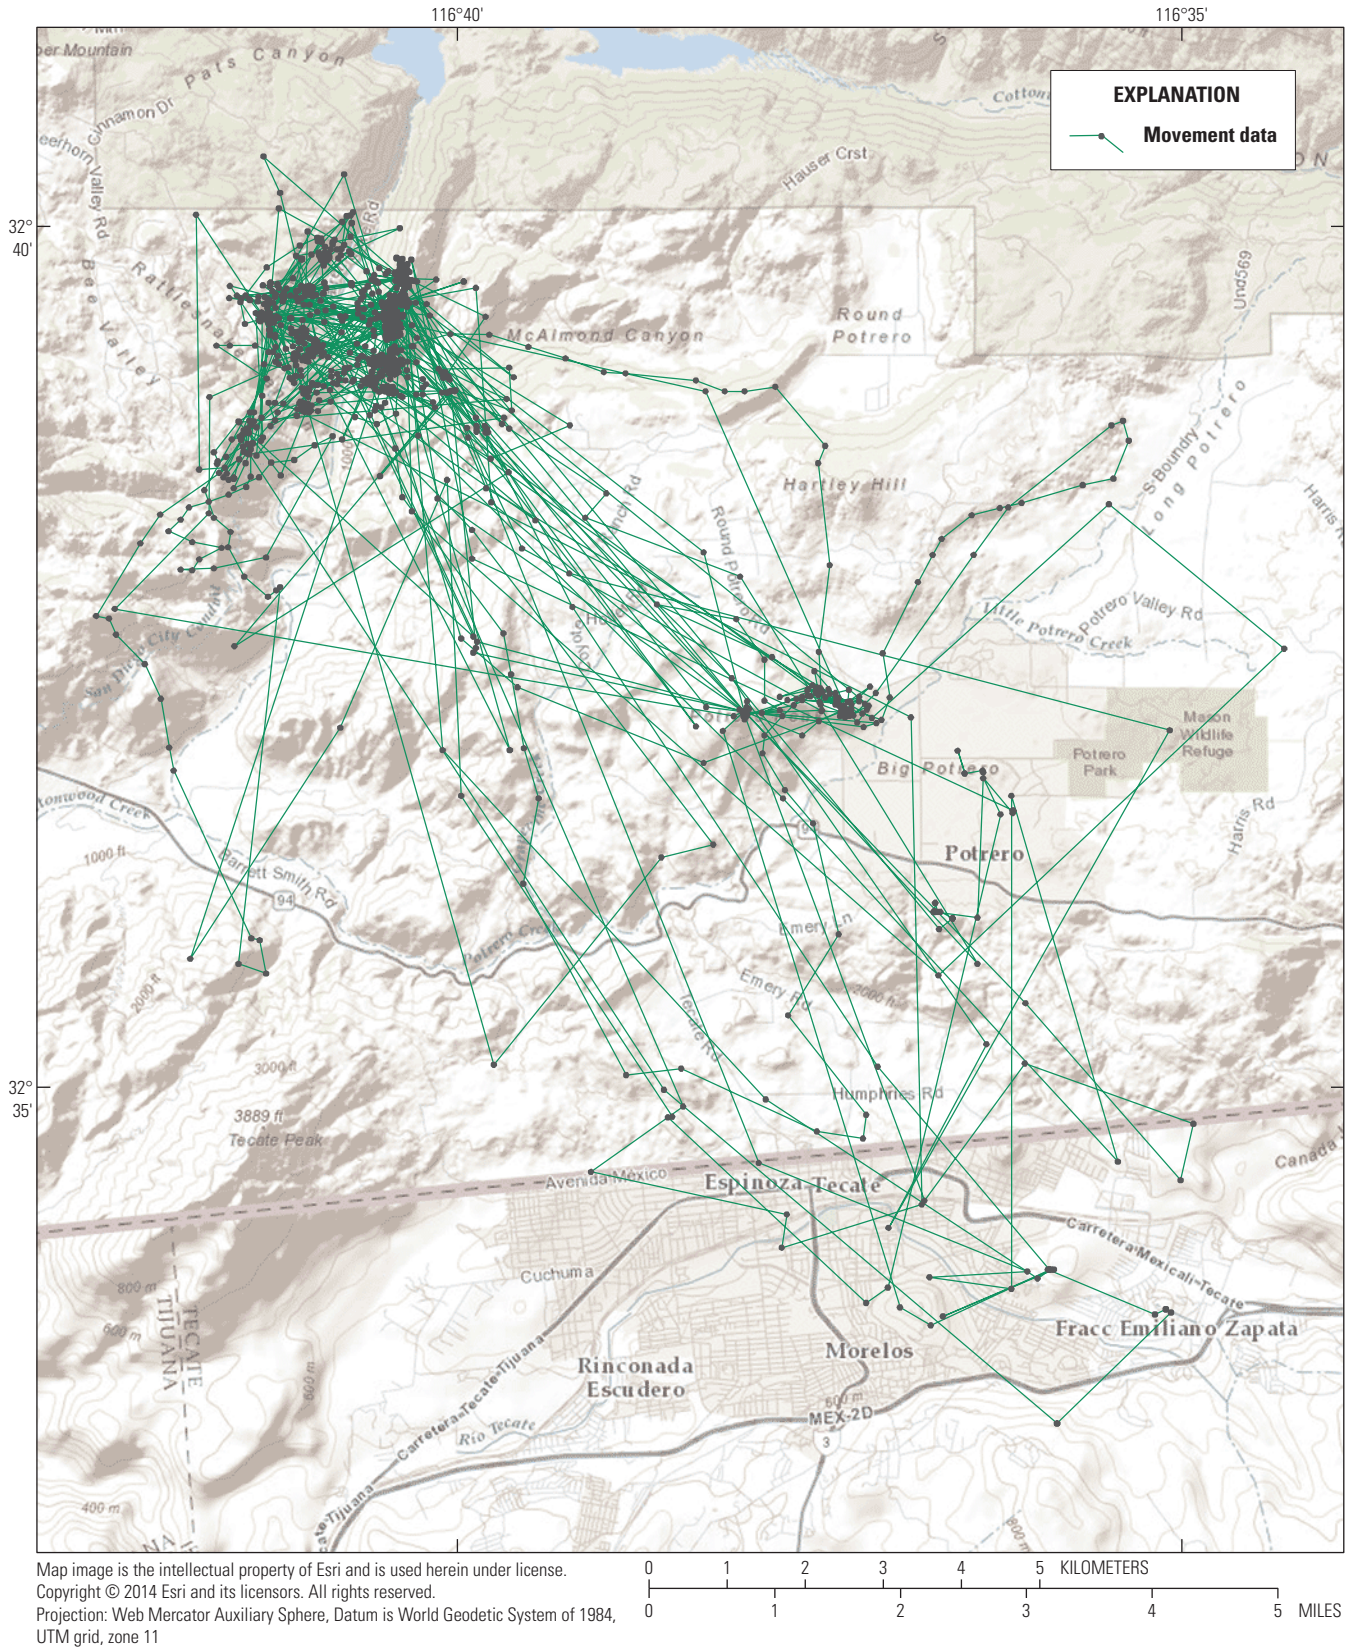 116°40'
116°35'
Pats Canyon
Cinnamon Dr
Cotton
EXPLANATION
Movement data
Hauser Crst
Valley Rd
Rd
32°
40'
Bee Valley
Und569
Round
Potrero
McAlmond Canyon
S Boundry
Long Potrero
Hartley Hill
Round Potrero Rd
Little Potrero Creek
Potrero Valley Rd
San Diego City Conduit
Mason
Wildlife
Refuge
Potrero
Park
Big Potrero
Harris Rd
1000 ft
Barrett Smith Rd
94
94
Potrero
Emery Ln
Potrero Creek
Emery Rd
2000 ft
2000 ft
Tecate Rd
3000 ft
32°
35'
Humphries Rd
3889 ft
Tecate Peak
Avenida México
Espinoza Tecate
Carretera Mexicali-Tecate
Cuchuma
800 m
600 m
TIJUANA
TECATE
600 m
Fracc Emiliano Zapata
Morelos
Rinconada
Escudero
600 m
MEX-2D
3
Carretera-Tecate-Tijuana
Río Tecate
400 m
600 m
Map image is the intellectual property of Esri and is used herein under license.
Copyright © 2014 Esri and its licensors. All rights reserved.
Projection: Web Mercator Auxiliary Sphere, Datum is World Geodetic System of 1984,
UTM grid, zone 11
0 1 2 3 4 5 KILOMETERS
0 1 2 3 4 5 MILES